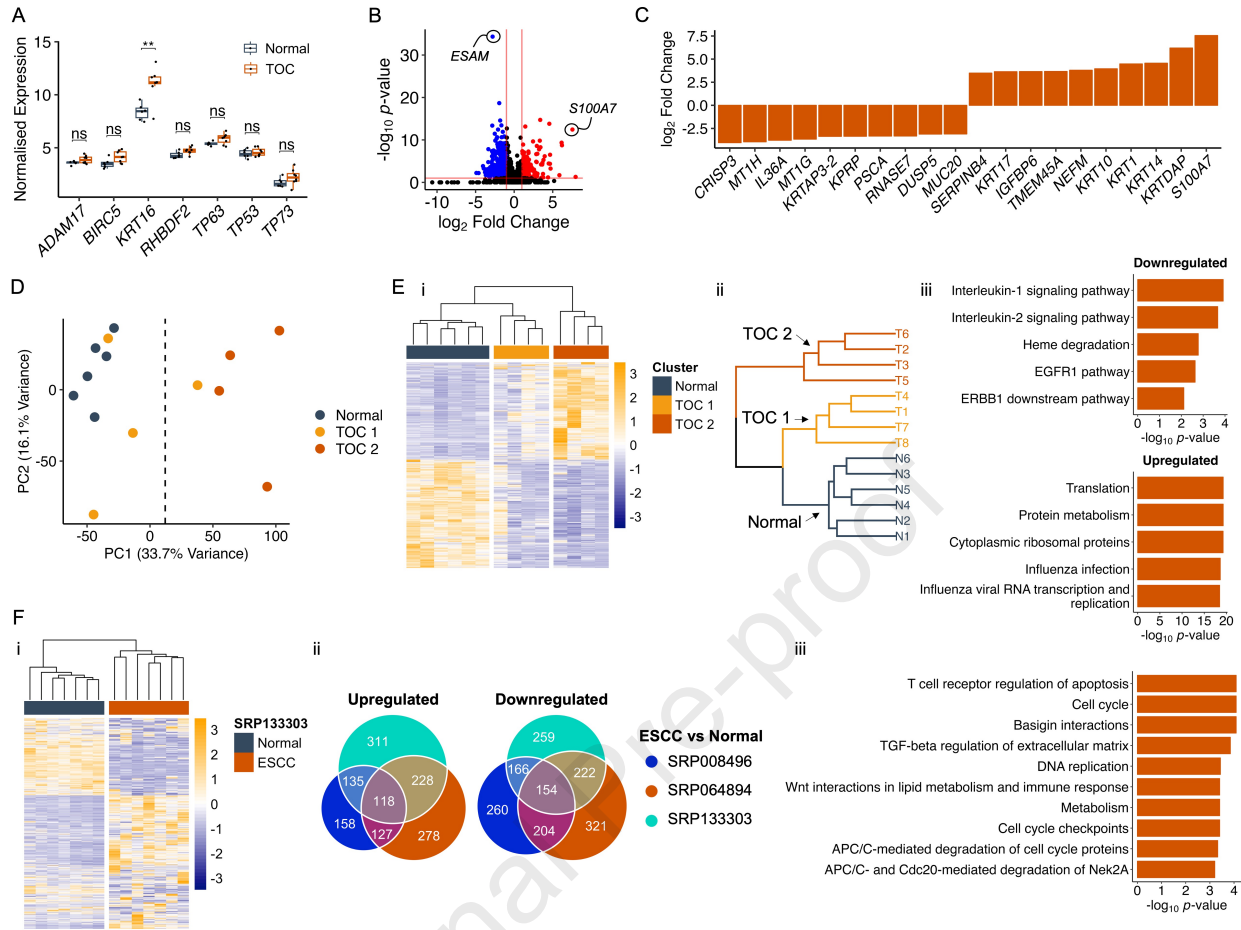 A
Normalised Expression
15
10
5
ns
ns
**
ns
ns
ns
ns
Normal
TOC
ADAM17
BIRC5
KRT16
RHBDF2
TP63
TP53
TP73
B
-log10 p-value
30
20
10
0
ESAM
S100A7
-10
-5
0
5
log2 Fold Change
C
log2 Fold Change
7.5
5.0
2.5
0.0
-2.5
CRISP3
MT1H
IL36A
MT1G
KRTAP3-2
KPRP
PSCA
RNASE7
DUSP5
MUC20
SERPINB4
KRT17
IGFBP6
TMEM45A
NEFM
KRT10
KRT1
KRT14
KRTDAP
S100A7
D
PC2 (16.1% Variance)
0
-50
-50
0
50
100
PC1 (33.7% Variance)
Normal
TOC 1
TOC 2
E
i
3
2
1
0
-1
-2
-3
Cluster
Normal
TOC 1
TOC 2
ii
TOC 2
TOC 1
Normal
T6
T2
T3
T5
T4
T1
T7
T8
N6
N3
N5
N4
N2
N1
iii
Downregulated
Interleukin-1 signaling pathway
Interleukin-2 signaling pathway
Heme degradation
EGFR1 pathway
ERBB1 downstream pathway
0 1 2 3 4
-log10 p-value
Upregulated
Translation
Protein metabolism
Cytoplasmic ribosomal proteins
Influenza infection
Influenza viral RNA transcription and
replication
0 5 10 15 20
-log10 p-value
F
i
3
2
1
0
-1
-2
-3
SRP133303
Normal
ESCC
ii
Upregulated
311
135
228
118
158
127
278
Downregulated
259
166
222
154
260
204
321
ESCC vs Normal
SRP008496
SRP064894
SRP133303
iii
T cell receptor regulation of apoptosis
Cell cycle
Basigin interactions
TGF-beta regulation of extracellular matrix
DNA replication
Wnt interactions in lipid metabolism and immune response
Metabolism
Cell cycle checkpoints
APC/C-mediated degradation of cell cycle proteins
APC/C- and Cdc20-mediated degradation of Nek2A
0 1 2 3 4
-log10 p-value
nal pre-proof